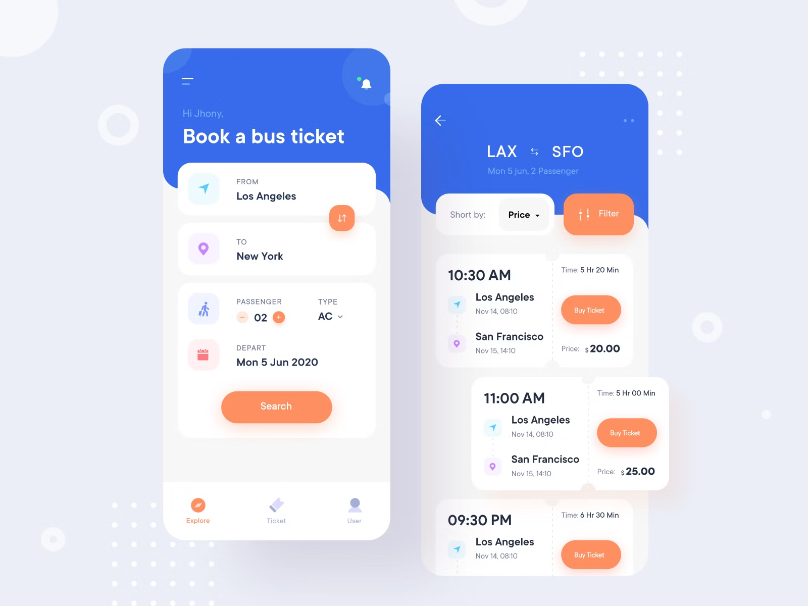 Hi Jhony,
Book a bus ticket
FROM
Los Angeles
TO
New York
PASSENGER
TYPE
02
AC
DEPART
Mon 5 Jun 2020
Search
Explore
Ticket
User
LAX
SFO
Mon 5 jun, 2 Passenger
Short by:
Price
Filter
10:30 AM
Time: 5 Hr 20 Min
Los Angeles
Nov 14, 08:10
Buy Ticket
San Francisco
Nov 15, 14:10
Price: $20.00
11:00 AM
Time: 5 Hr 00 Min
Los Angeles
Nov 14, 08:10
Buy Ticket
San Francisco
Nov 15, 14:10
Price: $25.00
09:30 PM
Time: 6 Hr 30 Min
Los Angeles
Nov 14, 08:10
Buy Ticket